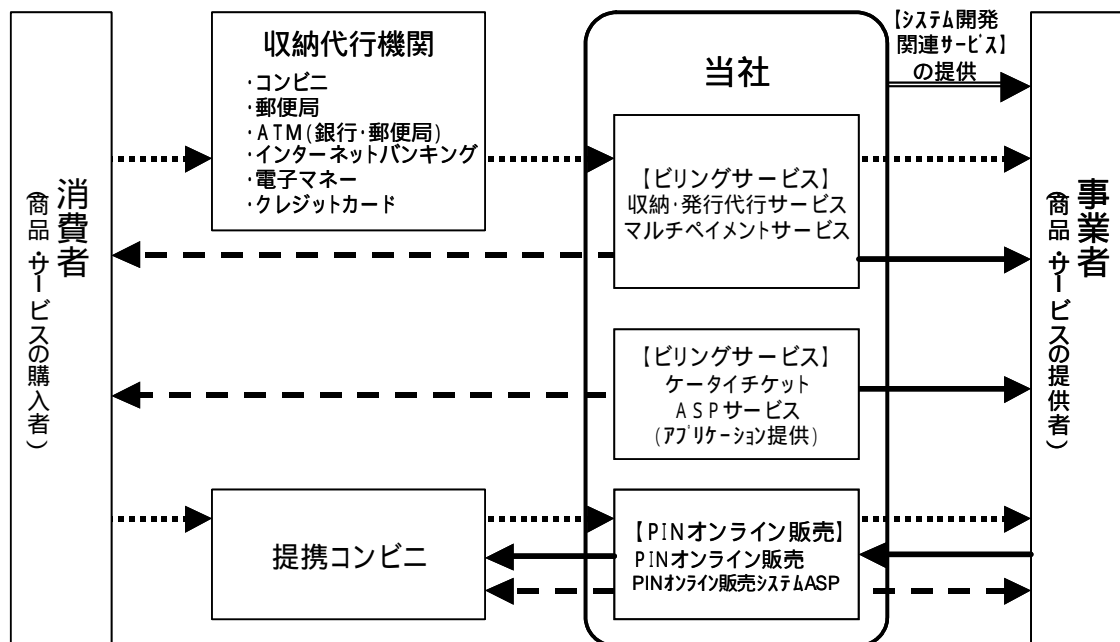 消費者
(商品・サービスの購入者)
収納代行機関
・コンビニ
・郵便局
・ATM(銀行・郵便局)
・インターネットバンキング
・電子マネー
・クレジットカード
提携コンビニ
当社
【ビリングサービス】
収納・発行代行サービス
マルチペイメントサービス
【ビリングサービス】
ケータイチケット
ASPサービス
(アプリケーション提供)
【PINオンライン販売】
PINオンライン販売
PINオンライン販売システムASP
【システム開発
関連サービス】
の提供
事業者
(商品・サービスの提供者)